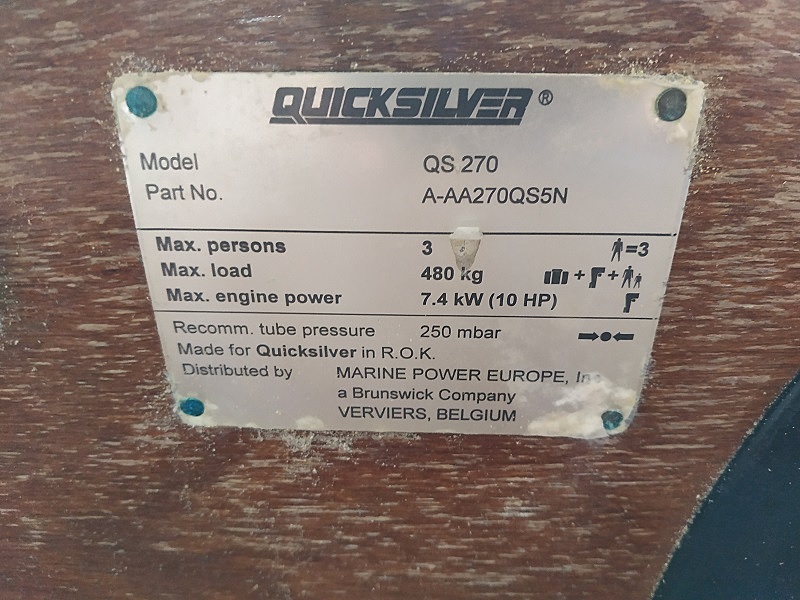 QUICKSILVER®
Model QS 270
Part No. A-AA270QS5N
Max. persons 3 =3
Max. load 480 kg + +
Max. engine power 7.4 kW (10 HP)
Recomm. tube pressure 250 mbar
Made for Quicksilver in R.O.K.
Distributed by MARINE POWER EUROPE, Inc
a Brunswick Company
VERVIERS, BELGIUM